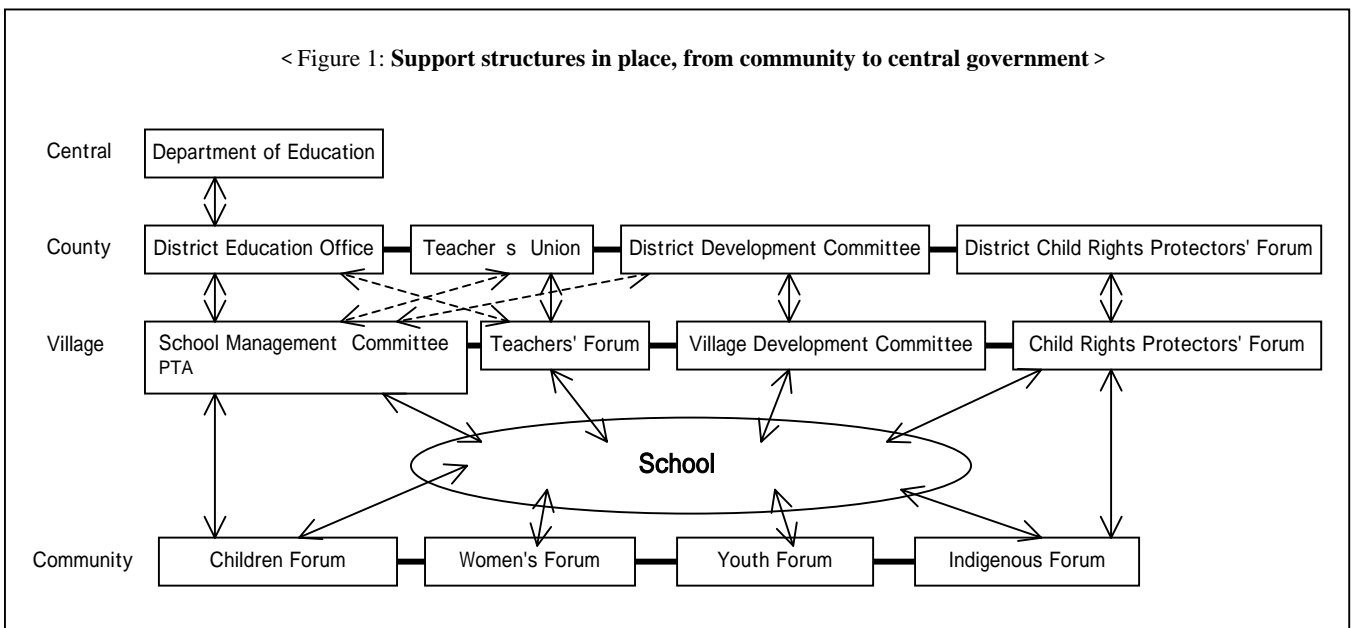 < Figure 1: Support structures in place, from community to central government >
Central
Department of Education
County
District Education Office
Teacher s Union
District Development Committee
District Child Rights Protectors' Forum
Village
School Management Committee
PTA
Teachers' Forum
Village Development Committee
Child Rights Protectors' Forum
School
Community
Children Forum
Women's Forum
Youth Forum
Indigenous Forum